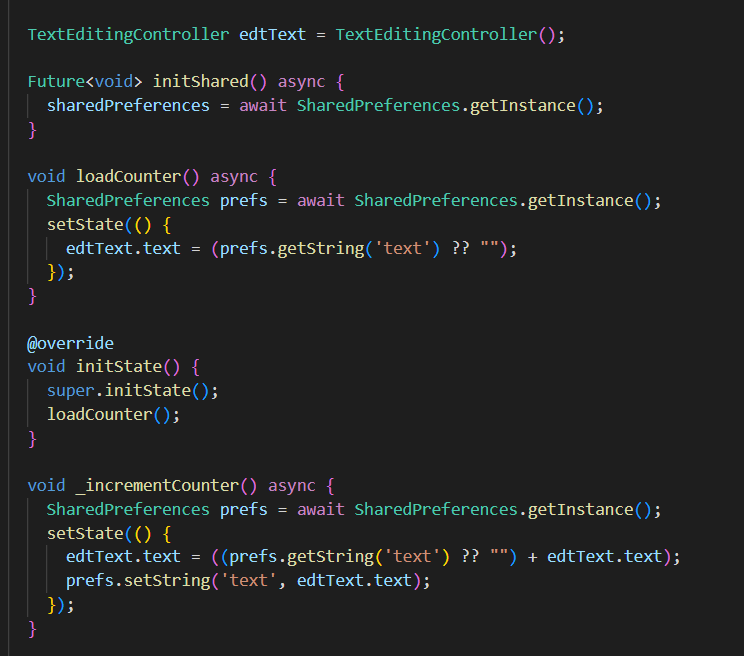 TextEditingController edtText = TextEditingController();
Future<void> initShared() async {
sharedPreferences = await SharedPreferences.getInstance();
}
void loadCounter() async {
SharedPreferences prefs = await SharedPreferences.getInstance();
setState(() {
edtText.text = (prefs.getString('text') ?? "");
});
}
@override
void initState() {
super.initState();
loadCounter();
}
void _incrementCounter() async {
SharedPreferences prefs = await SharedPreferences.getInstance();
setState(() {
edtText.text = ((prefs.getString('text') ?? "") + edtText.text);
prefs.setString('text', edtText.text);
});
}